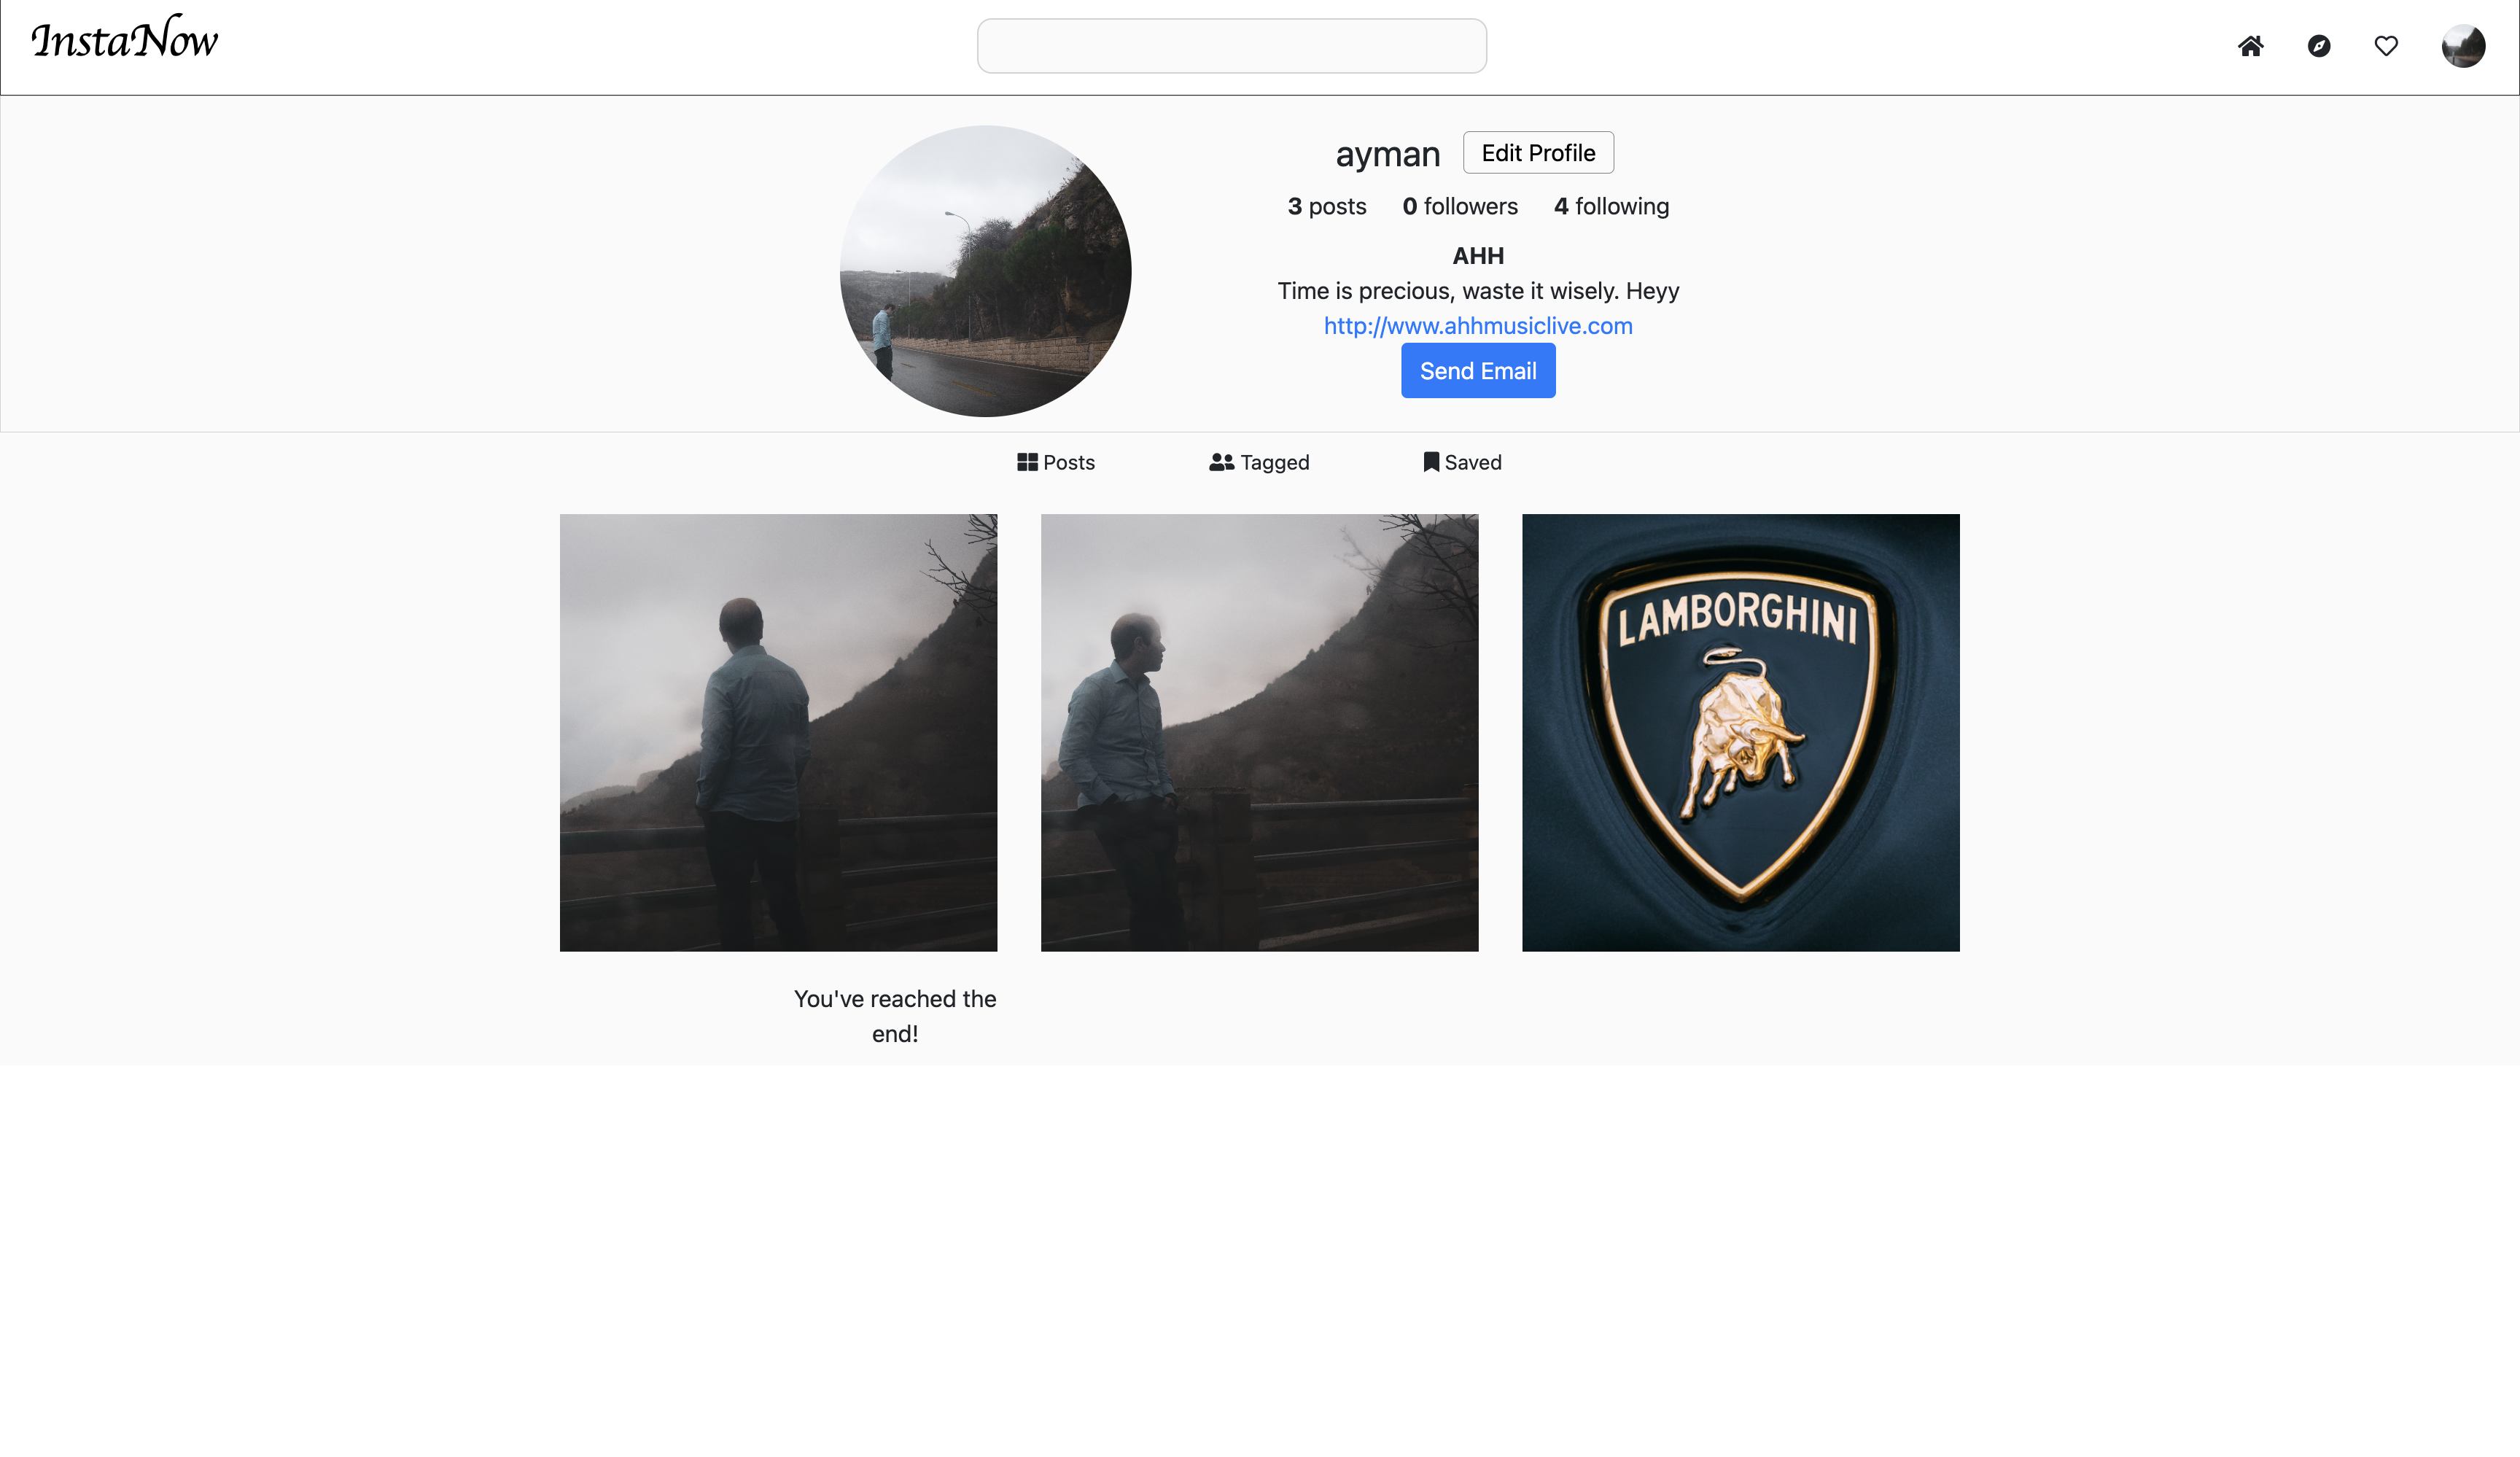 InstaNow
ayman Edit Profile
3 posts 0 followers 4 following
AHH
Time is precious, waste it wisely. Heyy
http://www.ahhmusiclive.com
Send Email
Posts Tagged Saved
LAMBORGHINI
You've reached the
end!